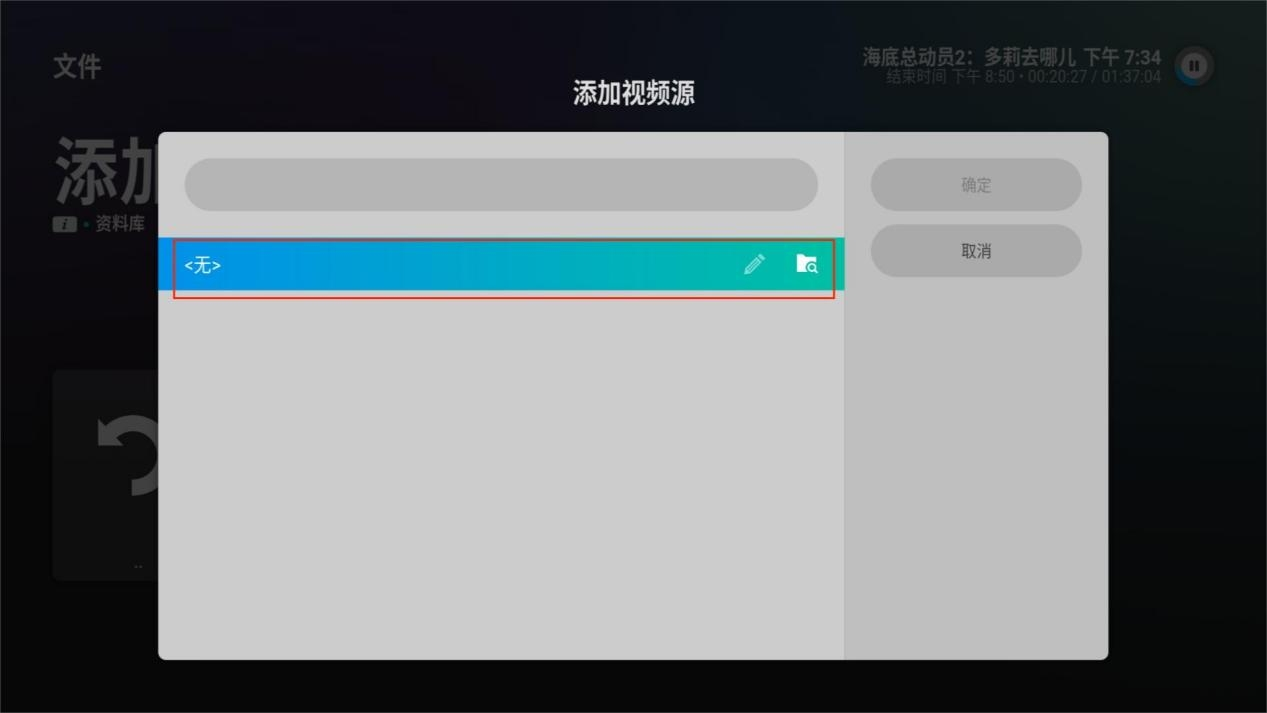 文件
海底总动员2：多莉去哪儿 下午 7:34
结束时间 下午 8:50 • 00:20:27 / 01:37:04
添加视频源
添加
i • 资料库
确定
<无>
取消
..